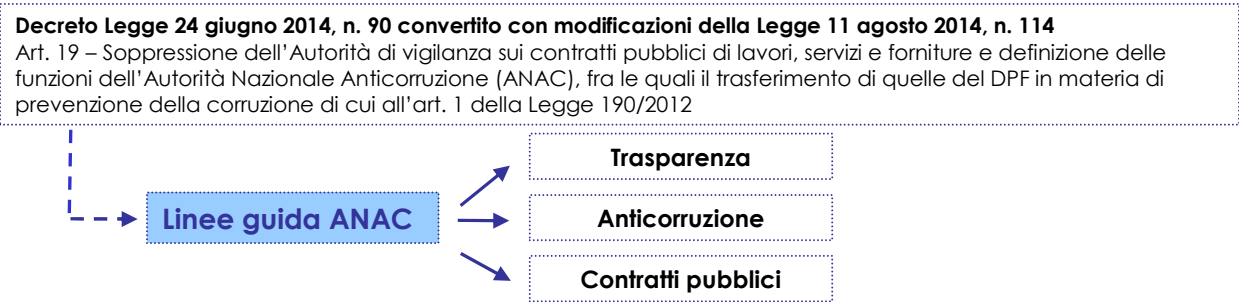 Decreto Legge 24 giugno 2014, n. 90 convertito con modificazioni della Legge 11 agosto 2014, n. 114
Art. 19 – Soppressione dell'Autorità di vigilanza sui contratti pubblici di lavori, servizi e forniture e definizione delle
funzioni dell'Autorità Nazionale Anticorruzione (ANAC), fra le quali il trasferimento di quelle del DPF in materia di
prevenzione della corruzione di cui all'art. 1 della Legge 190/2012
Trasparenza
Linee guida ANAC
Anticorruzione
Contratti pubblici